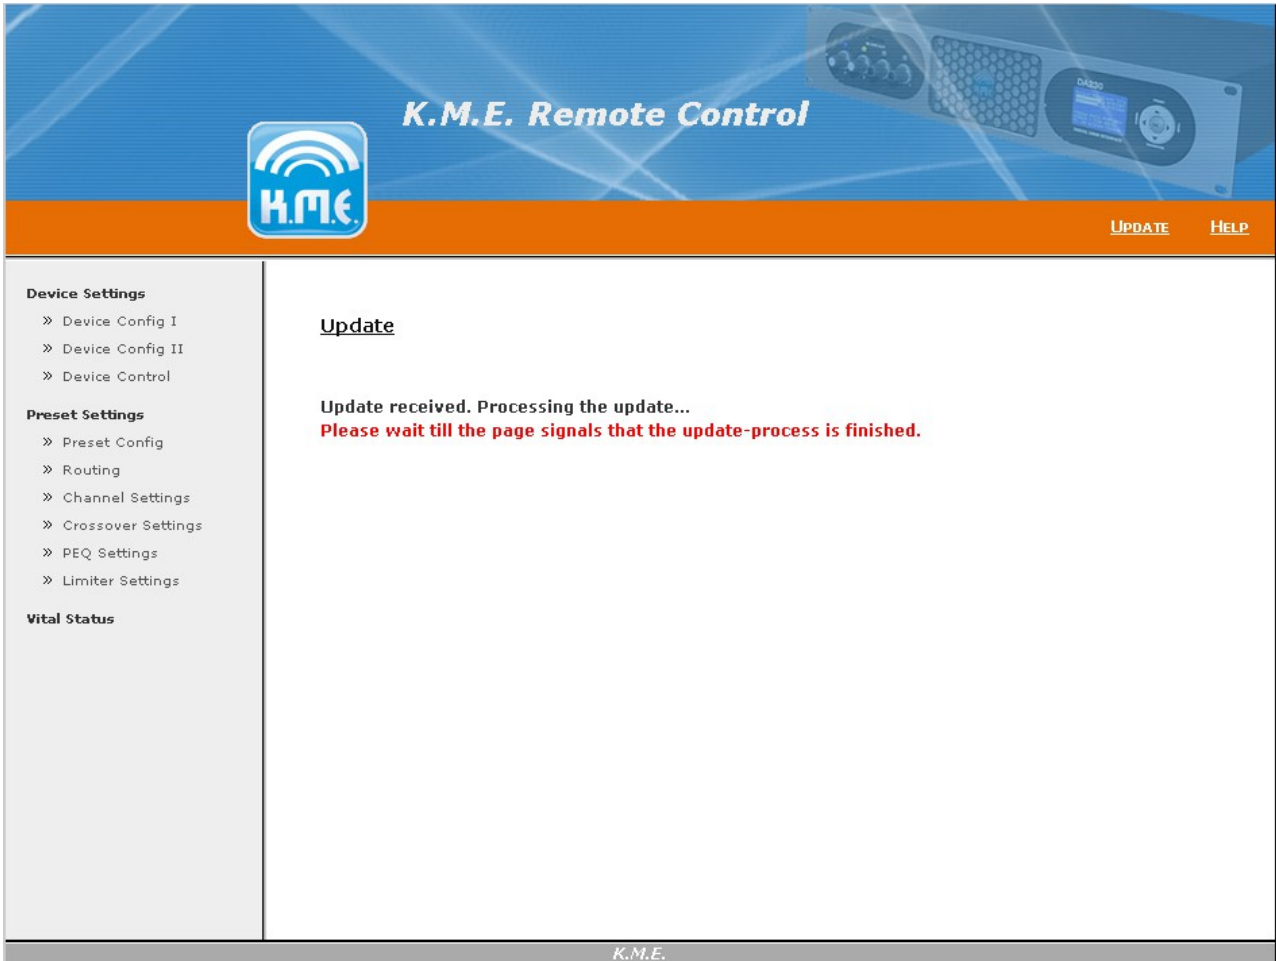 K.M.E. Remote Control
DA230
K.M.E.
UPDATE HELP
Device Settings
» Device Config I
» Device Config II
» Device Control
Preset Settings
» Preset Config
» Routing
» Channel Settings
» Crossover Settings
» PEQ Settings
» Limiter Settings
Vital Status
Update
Update received. Processing the update...
Please wait till the page signals that the update-process is finished.
K.M.E.